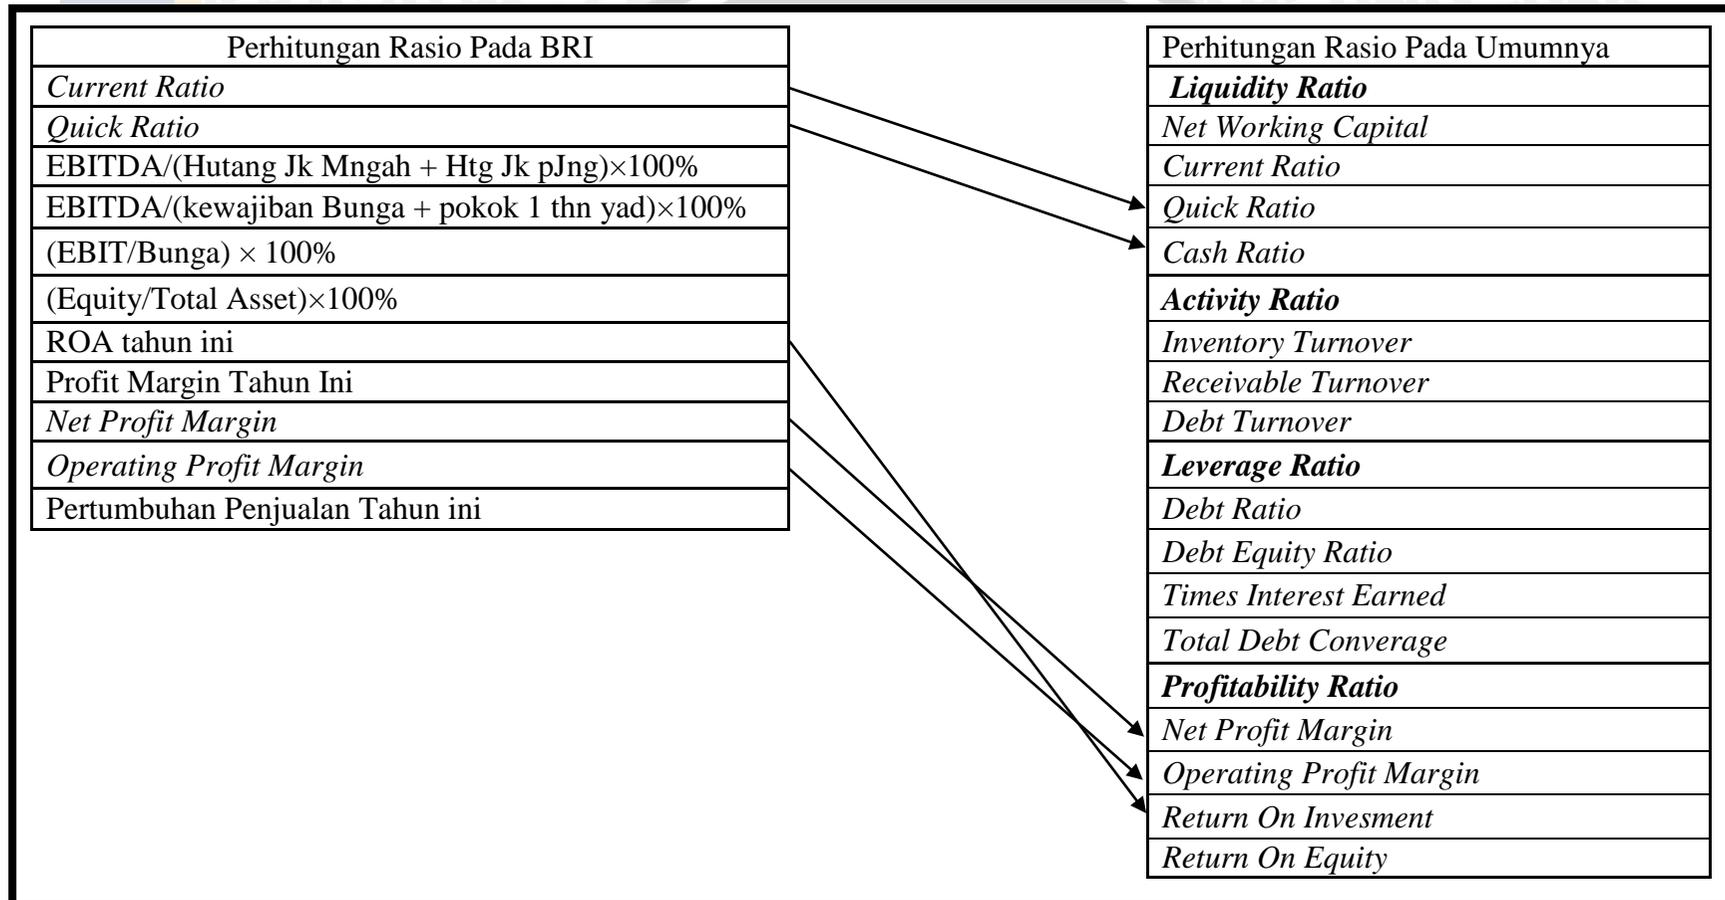 Perhitungan Rasio Pada BRI
Current Ratio
Quick Ratio
EBITDA/(Hutang Jk Mngah + Htg Jk pJng)×100%
EBITDA/(kewajiban Bunga + pokok 1 thn yad)×100%
(EBIT/Bunga) × 100%
(Equity/Total Asset)×100%
ROA tahun ini
Profit Margin Tahun Ini
Net Profit Margin
Operating Profit Margin
Pertumbuhan Penjualan Tahun ini
Perhitungan Rasio Pada Umumnya
Liquidity Ratio
Net Working Capital
Current Ratio
Quick Ratio
Cash Ratio
Activity Ratio
Inventory Turnover
Receivable Turnover
Debt Turnover
Leverage Ratio
Debt Ratio
Debt Equity Ratio
Times Interest Earned
Total Debt Converage
Profitability Ratio
Net Profit Margin
Operating Profit Margin
Return On Invesment
Return On Equity